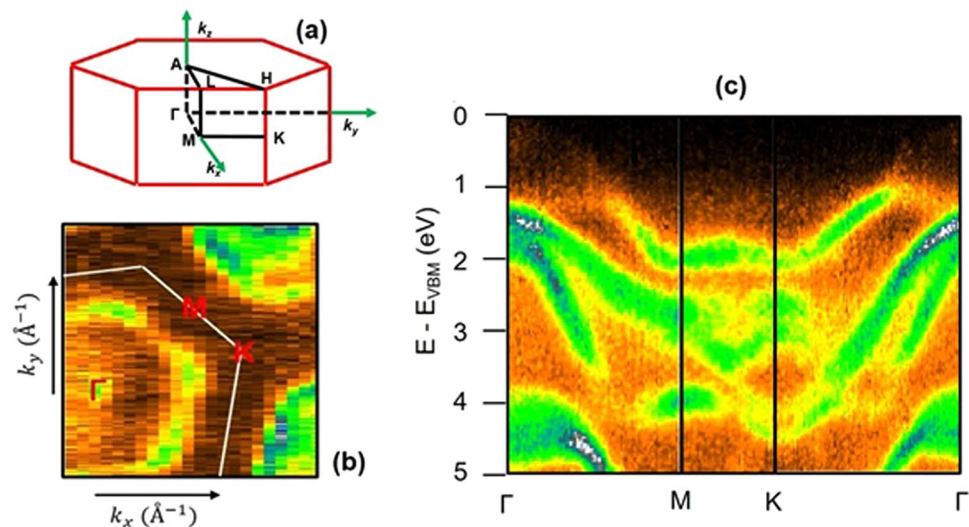 (a)
k_z
A
L
H
Γ
k_y
M
K
k_x
k_y (Å⁻¹)
M
K
Γ
(b)
k_x (Å⁻¹)
(c)
E - E_VBM (eV)
0
1
2
3
4
5
Γ
M
K
Γ